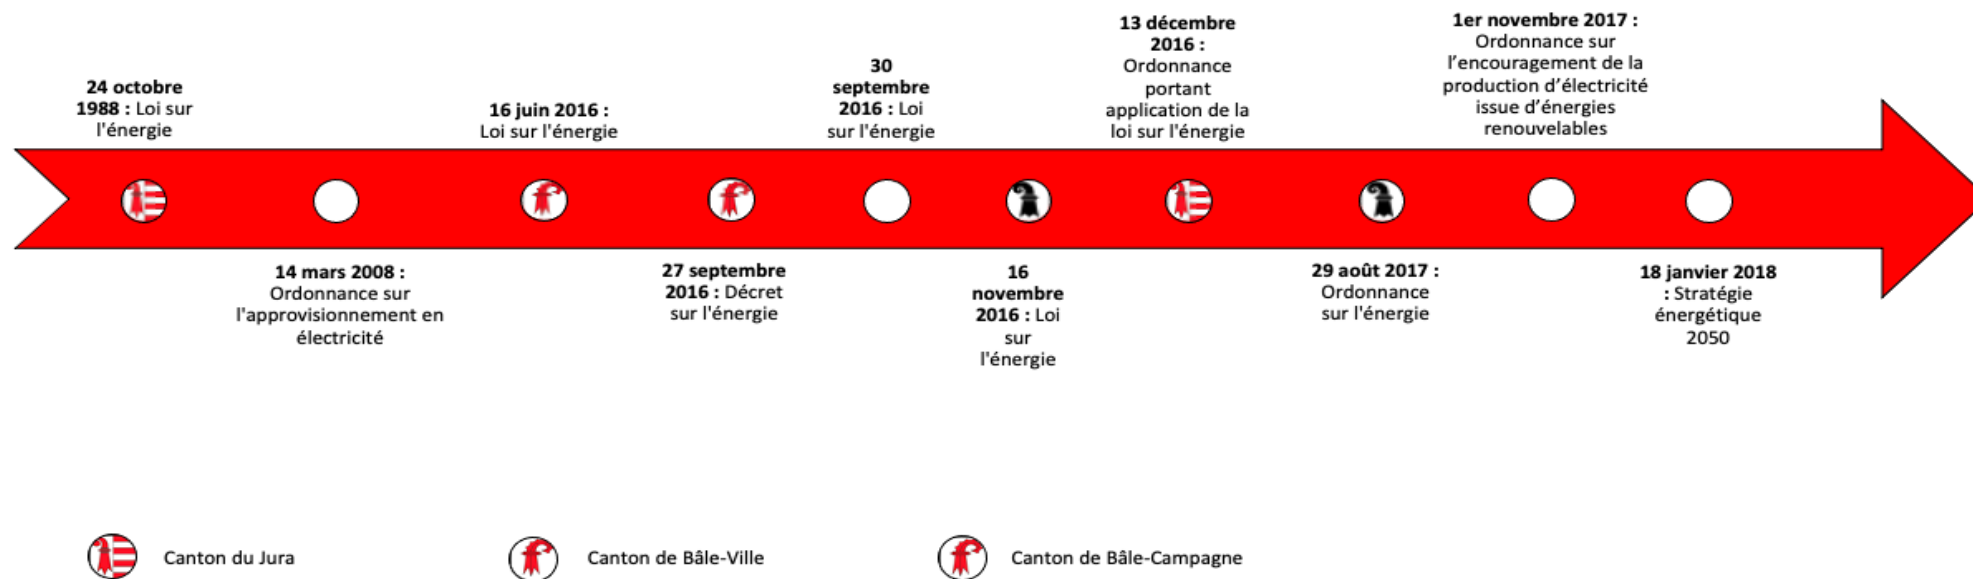 24 octobre
1988 : Loi sur
l'énergie
14 mars 2008 :
Ordonnance sur
l'approvisionnement en
électricité
16 juin 2016 :
Loi sur l'énergie
27 septembre
2016 : Décret
sur l'énergie
30
septembre
2016 : Loi
sur l'énergie
16
novembre
2016 : Loi
sur
l'énergie
13 décembre
2016 :
Ordonnance
portant
application de la
loi sur l'énergie
29 août 2017 :
Ordonnance
sur l'énergie
1er novembre 2017 :
Ordonnance sur
l’encouragement de la
production d’électricité
issue d’énergies
renouvelables
18 janvier 2018
: Stratégie
énergétique
2050
Canton du Jura
Canton de Bâle-Ville
Canton de Bâle-Campagne